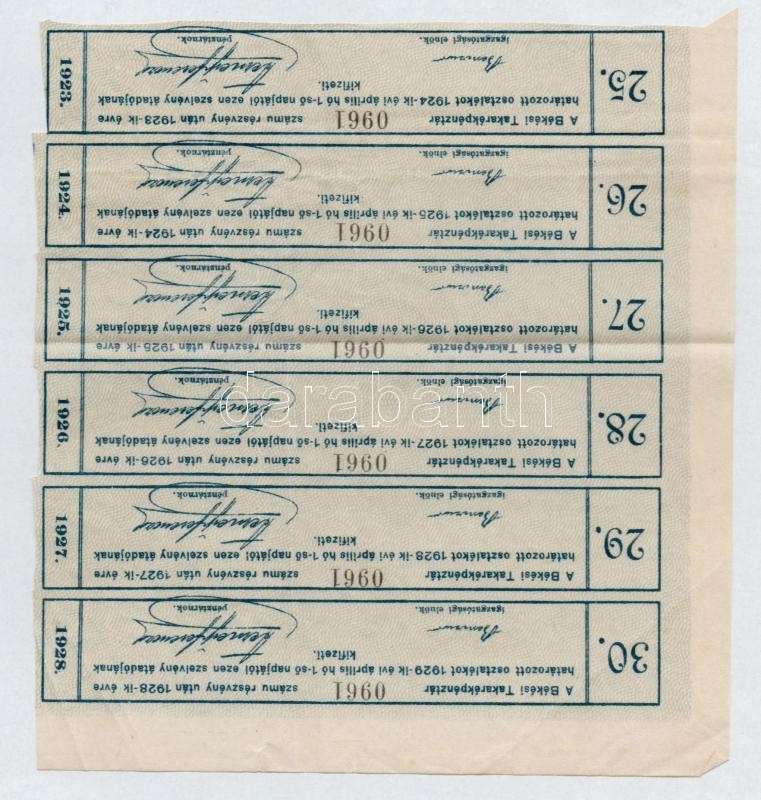 30.
A Békési Takarékpénztár 0961 számu részvény után 1928-ik évre
határozott osztalékot 1929-ik évi április hó 1-ső napjától ezen szelvény átadójának
kifizeti.
igazgatósági elnök. pénztárnok.
1928.
29.
A Békési Takarékpénztár 0961 számu részvény után 1927-ik évre
határozott osztalékot 1928-ik évi április hó 1-ső napjától ezen szelvény átadójának
kifizeti.
igazgatósági elnök. pénztárnok.
1927.
28.
A Békési Takarékpénztár 0961 számu részvény után 1926-ik évre
határozott osztalékot 1927-ik évi április hó 1-ső napjától ezen szelvény átadójának
kifizeti.
igazgatósági elnök. pénztárnok.
1926.
darabanth
27.
A Békési Takarékpénztár 0961 számu részvény után 1925-ik évre
határozott osztalékot 1926-ik évi április hó 1-ső napjától ezen szelvény átadójának
kifizeti.
igazgatósági elnök. pénztárnok.
1925.
26.
A Békési Takarékpénztár 0961 számu részvény után 1924-ik évre
határozott osztalékot 1925-ik évi április hó 1-ső napjától ezen szelvény átadójának
kifizeti.
igazgatósági elnök. pénztárnok.
1924.
25.
A Békési Takarékpénztár 0961 számu részvény után 1923-ik évre
határozott osztalékot 1924-ik évi április hó 1-ső napjától ezen szelvény átadójának
kifizeti.
igazgatósági elnök. pénztárnok.
1923.